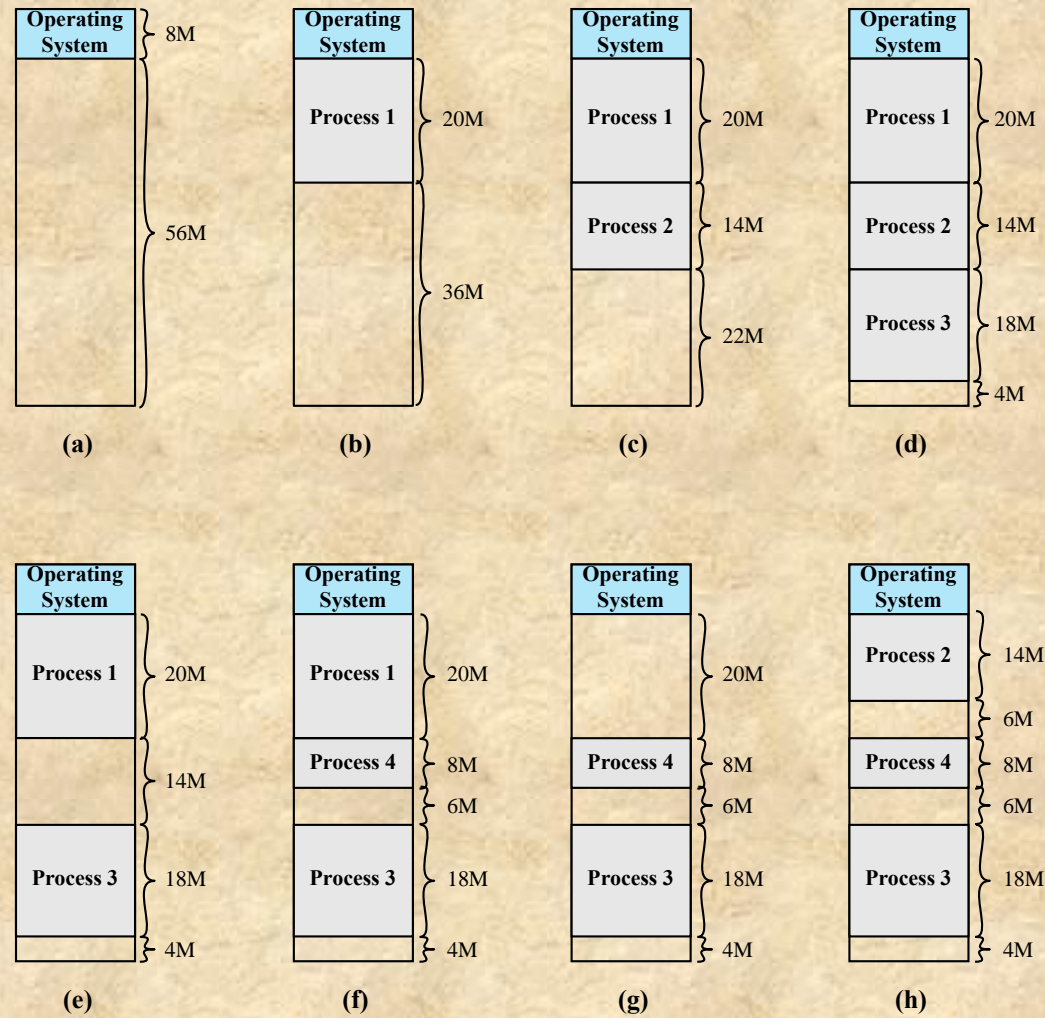 Operating
System
8M
56M
(a)
Operating
System
Process 1
20M
36M
(b)
Operating
System
Process 1
20M
Process 2
14M
22M
(c)
Operating
System
Process 1
20M
Process 2
14M
Process 3
18M
4M
(d)
Operating
System
Process 1
20M
14M
Process 3
18M
4M
(e)
Operating
System
Process 1
20M
Process 4
8M
6M
Process 3
18M
4M
(f)
Operating
System
20M
Process 4
8M
6M
Process 3
18M
4M
(g)
Operating
System
Process 2
14M
6M
Process 4
8M
6M
Process 3
18M
4M
(h)